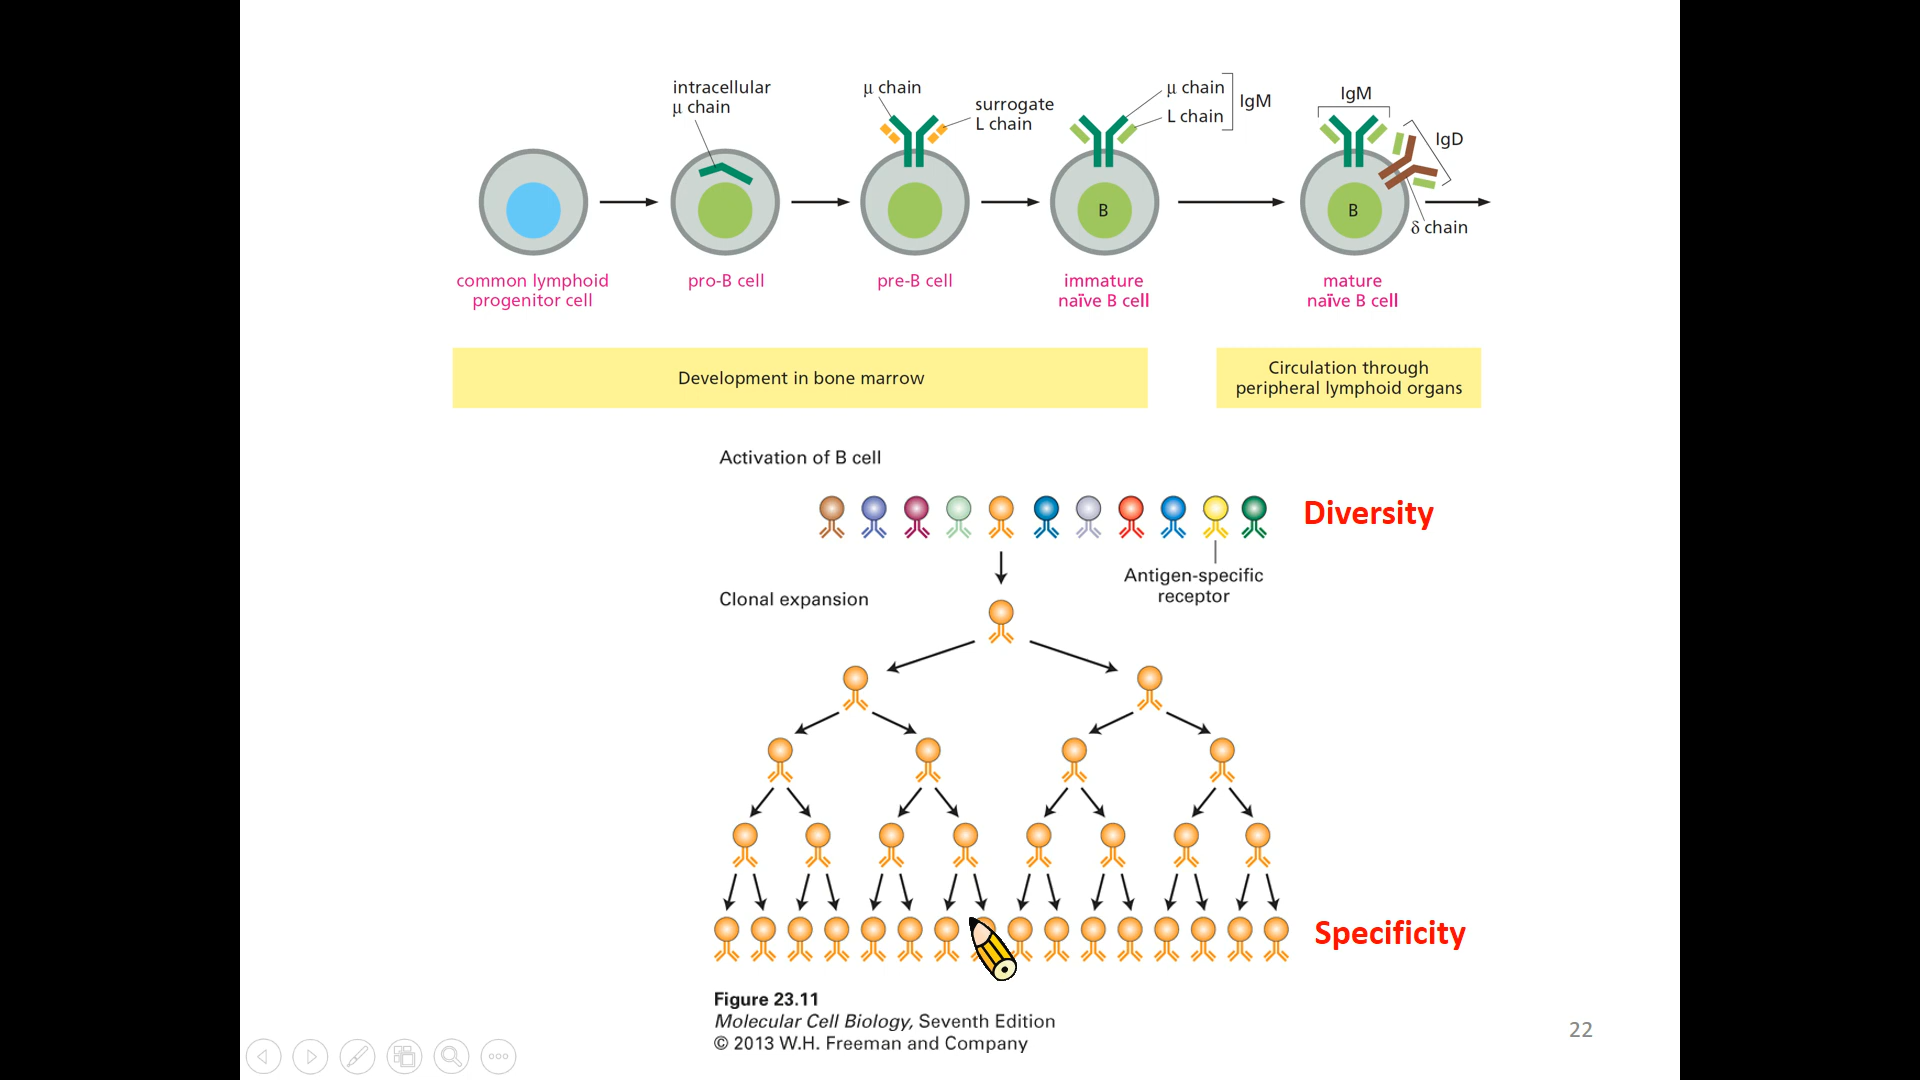 intracellular
μ chain
μ chain
surrogate
L chain
μ chain
L chain
IgM
IgM
IgD
δ chain
B
B
common lymphoid
progenitor cell
pro-B cell
pre-B cell
immature
naïve B cell
mature
naïve B cell
Development in bone marrow
Circulation through
peripheral lymphoid organs
Activation of B cell
Diversity
Antigen-specific
receptor
Clonal expansion
Specificity
Figure 23.11
Molecular Cell Biology, Seventh Edition
© 2013 W.H. Freeman and Company
22